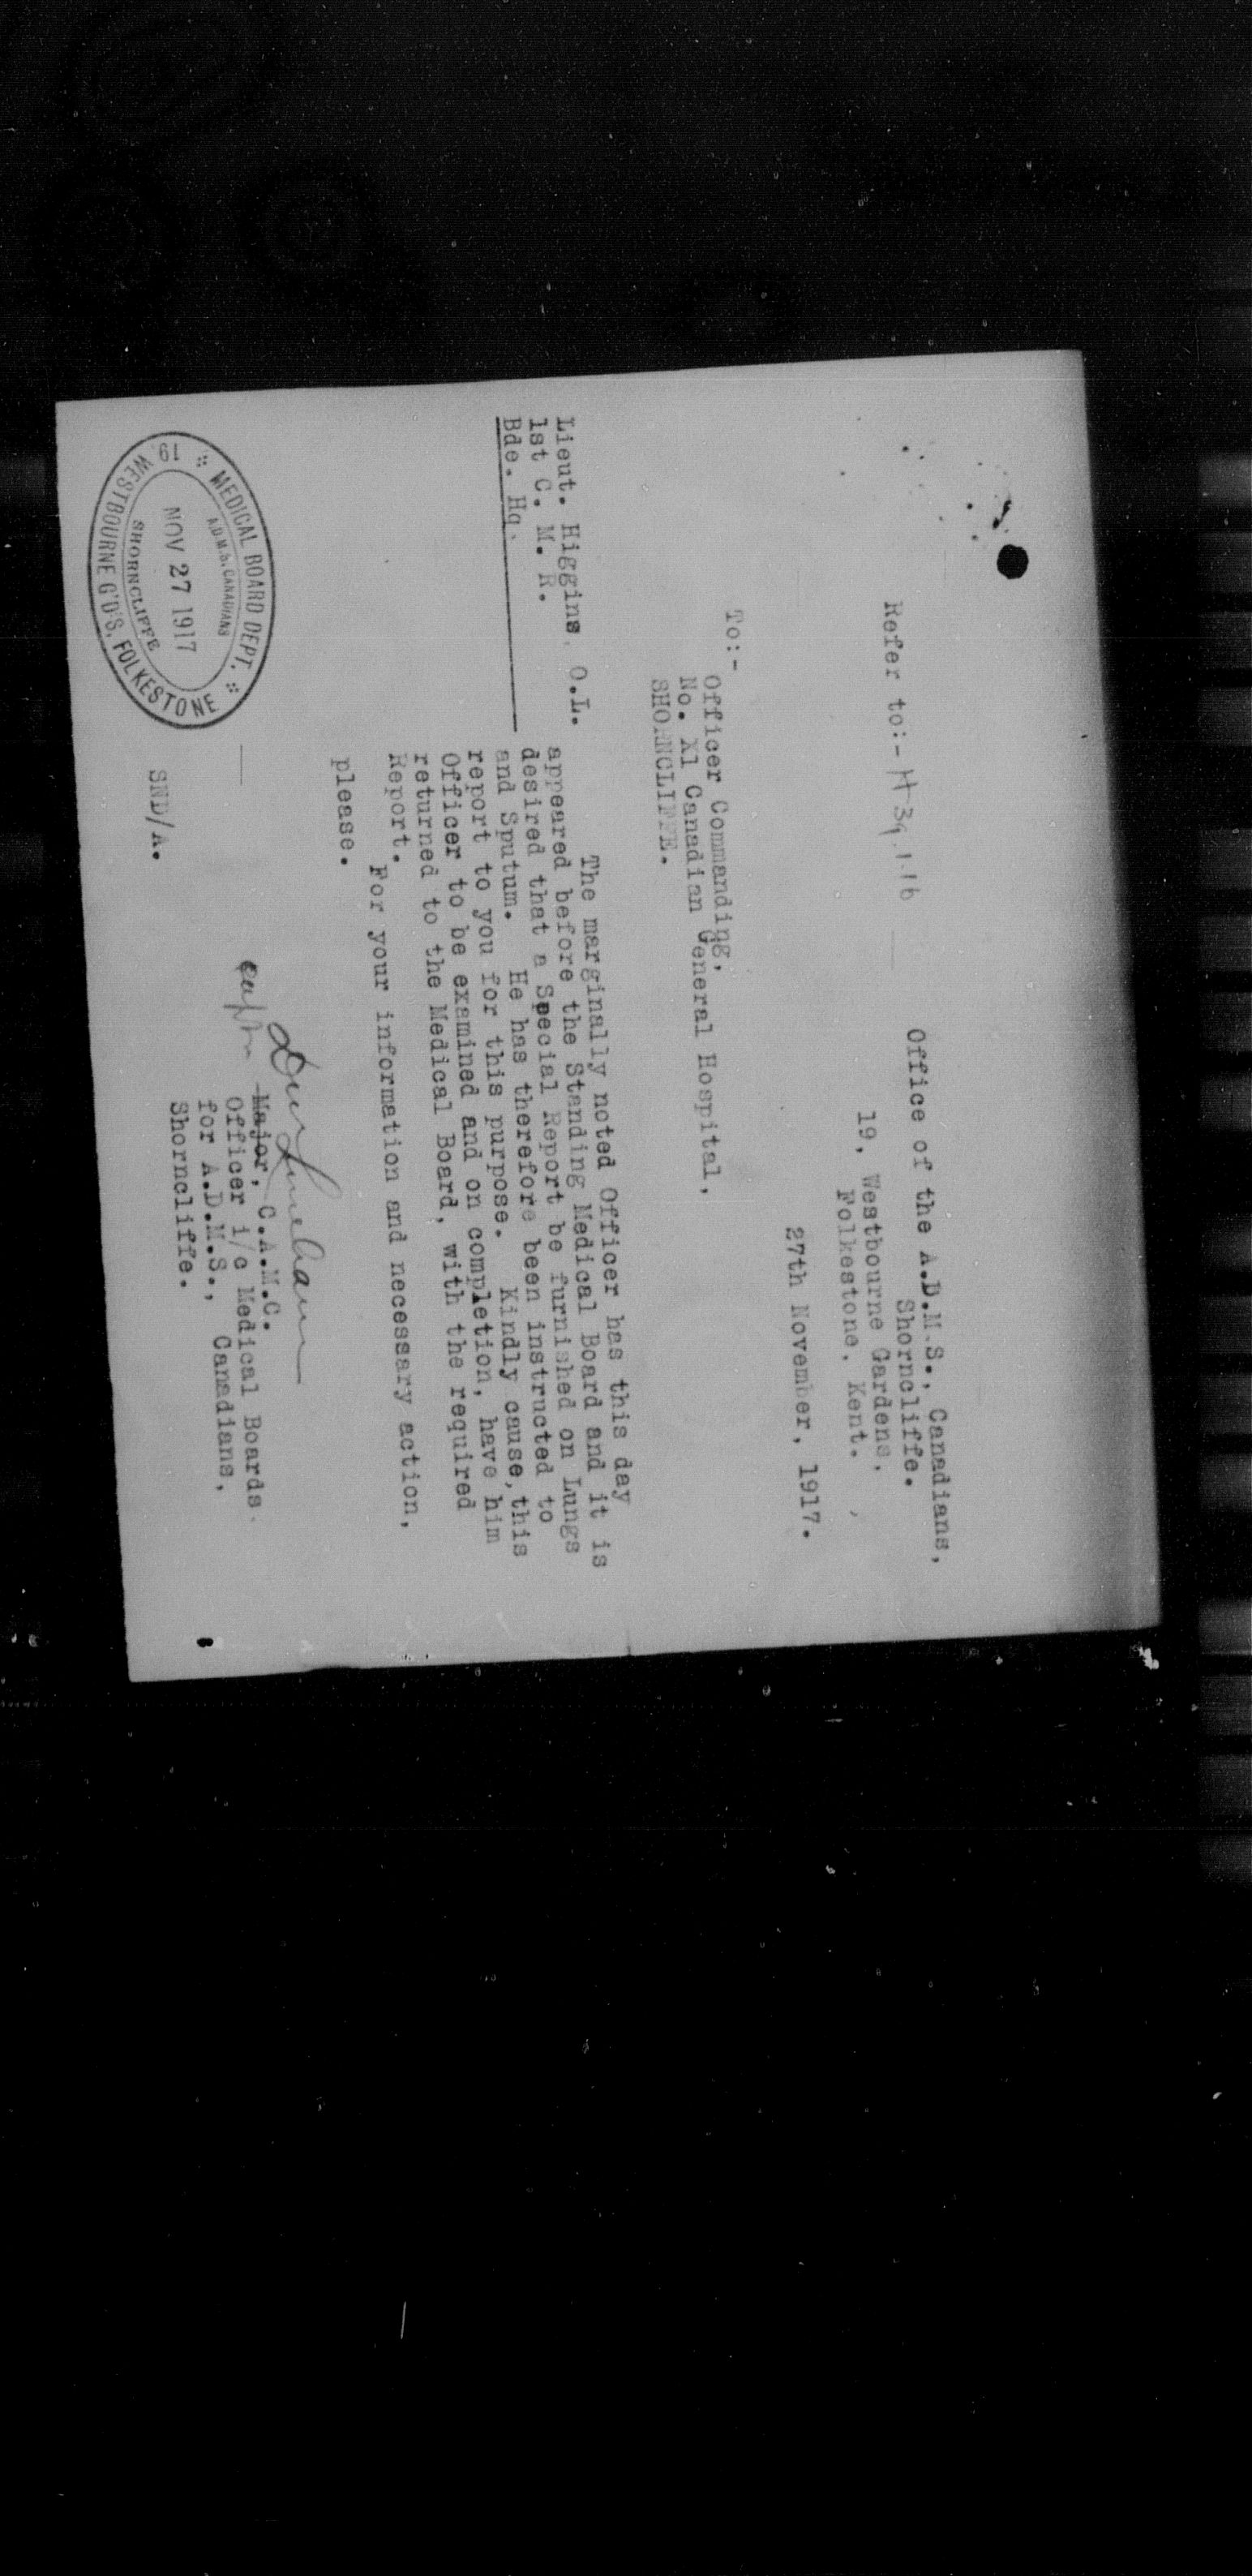 Office of the A.D.M.S., Canadians,
Shorncliffe.
Refer to:- H 39.1.16
19, Westbourne Gardens,
Folkestone. Kent.
27th November, 1917.
To:-
Officer Commanding,
No. X1 Canadian General Hospital,
SHORNCLIFFE.
The marginally noted Officer has this day
Lieut. Higgins, O.L. appeared before the Standing Medical Board and it is
1st C. M. R. desired that a Special Report be furnished on Lungs
Bde. Hq. and Sputum. He has therefore been instructed to
report to you for this purpose. Kindly cause, this
Officer to be examined and on completion, have him
returned to the Medical Board, with the required
Report.
For your information and necessary action,
please.
Captn Major, C.A.M.C.
Officer i/c Medical Boards.
for A.D.M.S., Canadians,
Shorncliffe.
SND/A.
MEDICAL BOARD DEPT.
A.D.M.S. CANADIANS
NOV 27 1917
SHORNCLIFFE
19. WESTBOURNE G'D'S, FOLKESTONE